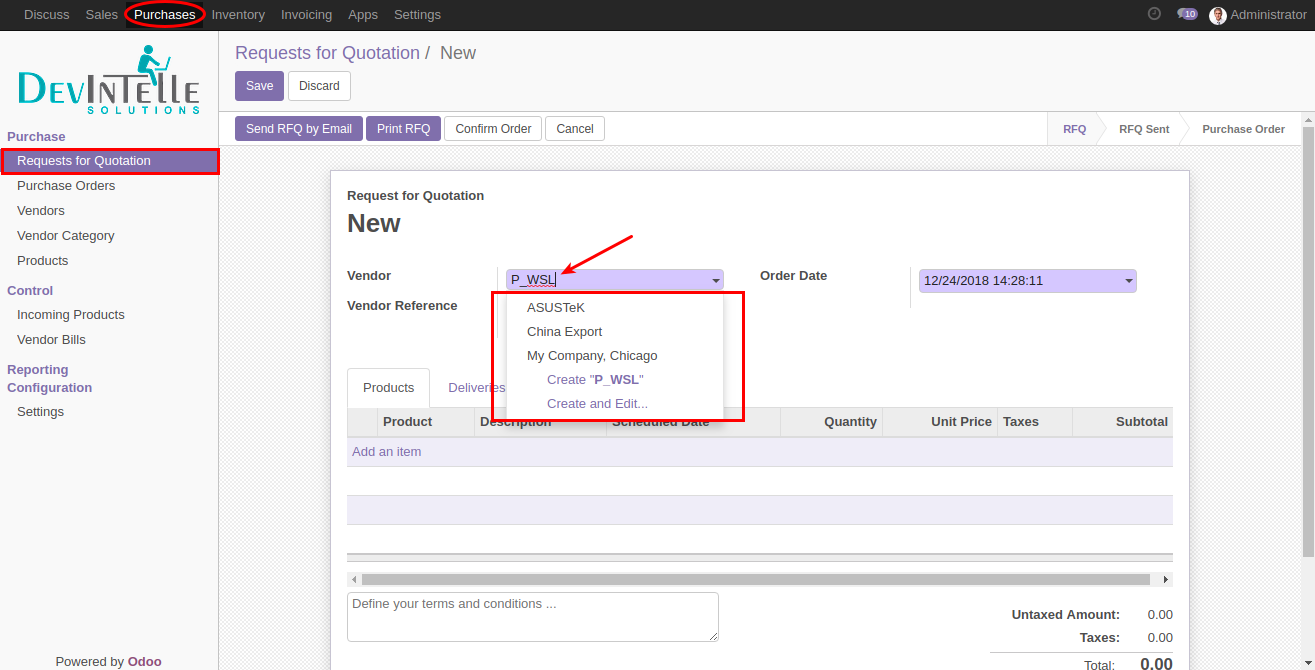 Discuss Sales Purchases Inventory Invoicing Apps Settings 10 Administrator
DEVINTELLE
SOLUTIONS
Purchase
Requests for Quotation
Purchase Orders
Vendors
Vendor Category
Products
Control
Incoming Products
Vendor Bills
Reporting
Configuration
Settings
Powered by Odoo
Requests for Quotation / New
Save Discard
Send RFQ by Email Print RFQ Confirm Order Cancel RFQ RFQ Sent Purchase Order
Request for Quotation
New
Vendor P_WSL Order Date 12/24/2018 14:28:11
Vendor Reference
ASUSTeK
China Export
My Company, Chicago
Create "P_WSL"
Create and Edit...
Products Deliveries
Product Description Scheduled Date Quantity Unit Price Taxes Subtotal
Add an item
Define your terms and conditions ...
Untaxed Amount: 0.00
Taxes: 0.00
Total: 0.00